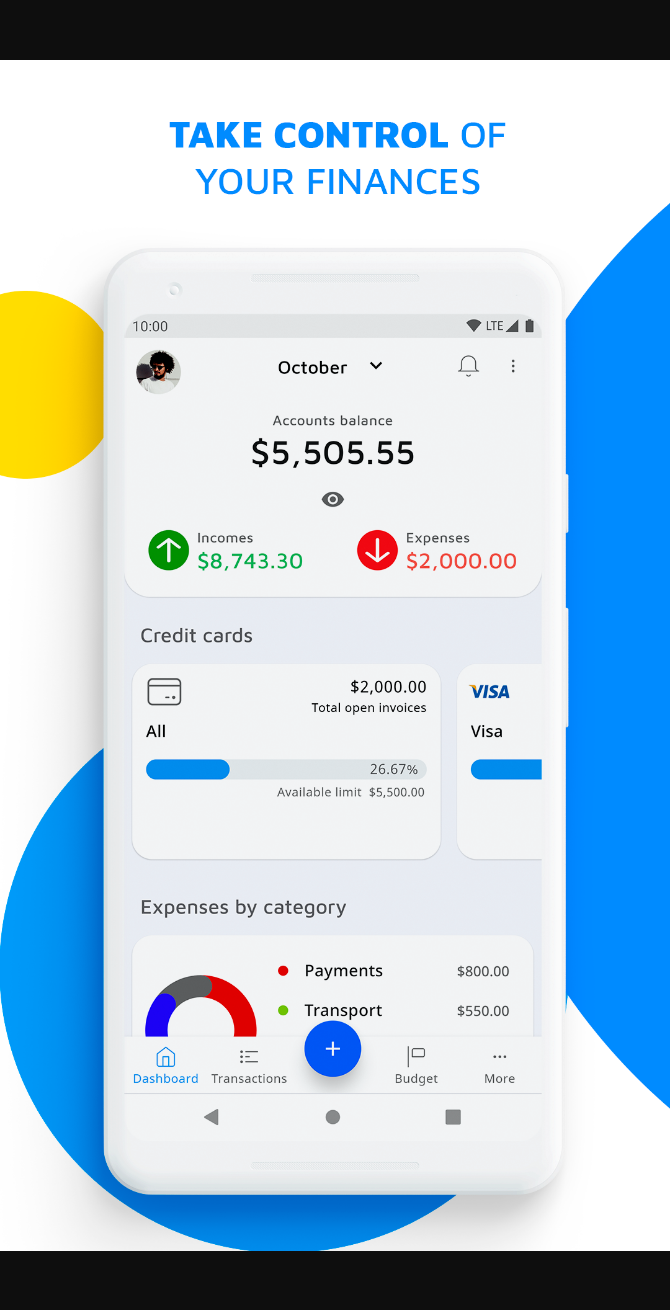 TAKE CONTROL OF
YOUR FINANCES
10:00
LTE
October
Accounts balance
$5,505.55
Incomes
$8,743.30
Expenses
$2,000.00
Credit cards
$2,000.00
Total open invoices
All
26.67%
Available limit $5,500.00
VISA
Visa
Expenses by category
Payments $800.00
Transport $550.00
Dashboard
Transactions
Budget
More